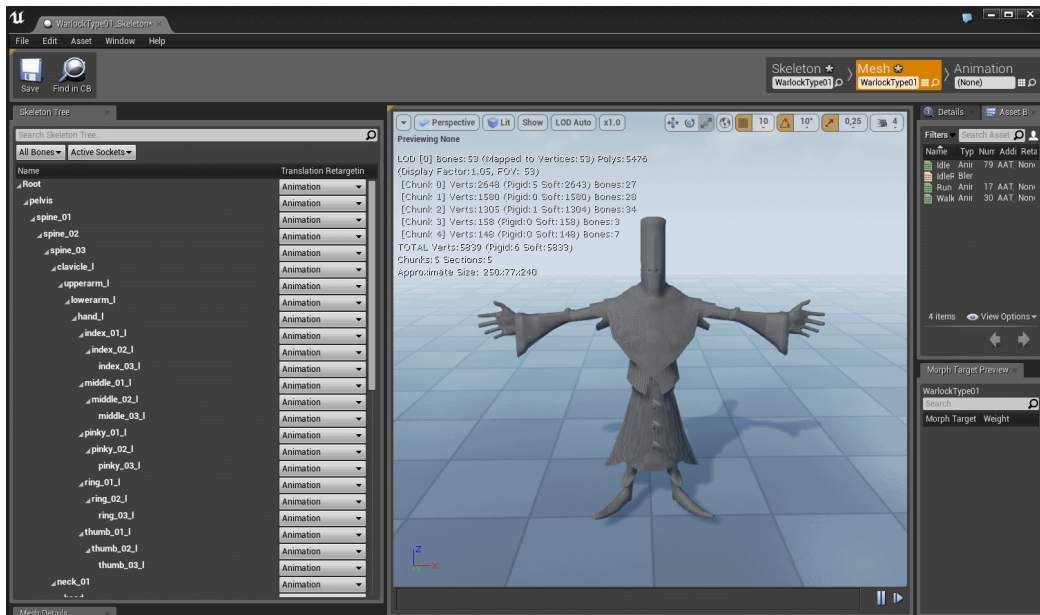 WarlockType01_Skeleton*
File Edit Asset Window Help
Save Find in CB
Skeleton Mesh Animation
WarlockType01 WarlockType01 (None)
Skeleton Tree
Search Skeleton Tree...
All Bones Active Sockets
Name Translation Retargetin
Root Animation
pelvis Animation
spine_01 Animation
spine_02 Animation
spine_03 Animation
clavicle_l Animation
upperarm_l Animation
lowerarm_l Animation
hand_l Animation
index_01_l Animation
index_02_l Animation
index_03_l Animation
middle_01_l Animation
middle_02_l Animation
middle_03_l Animation
pinky_01_l Animation
pinky_02_l Animation
pinky_03_l Animation
ring_01_l Animation
ring_02_l Animation
ring_03_l Animation
thumb_01_l Animation
thumb_02_l Animation
thumb_03_l Animation
neck_01 Animation
Mesh Details
Perspective Lit Show LOD Auto x1.0 10 10° 0,25 4
Previewing None
LOD [0] Bones:53 (Mapped to Vertices:53) Polys:5476
(Display Factor:1.05, FOV: 53)
[Chunk 0] Verts:2648 (Rigid:5 Soft:2643) Bones:27
[Chunk 1] Verts:1580 (Rigid:0 Soft:1580) Bones:28
[Chunk 2] Verts:1305 (Rigid:1 Soft:1304) Bones:34
[Chunk 3] Verts:158 (Rigid:0 Soft:158) Bones:3
[Chunk 4] Verts:148 (Rigid:0 Soft:148) Bones:7
TOTAL Verts:5839 (Rigid:6 Soft:5833)
Chunks:5 Sections:5
Approximate Size: 250x77x240
Z
Y X
Details Asset B
Filters Search Asset
Name Typ Num Addi Reta
Idle Anir 79 AAT_ None
IdleR Bler
Run Anir 17 AAT_ None
Walk Anir 30 AAT_ None
4 items View Options
Morph Target Preview
WarlockType01
Search
Morph Target Weight